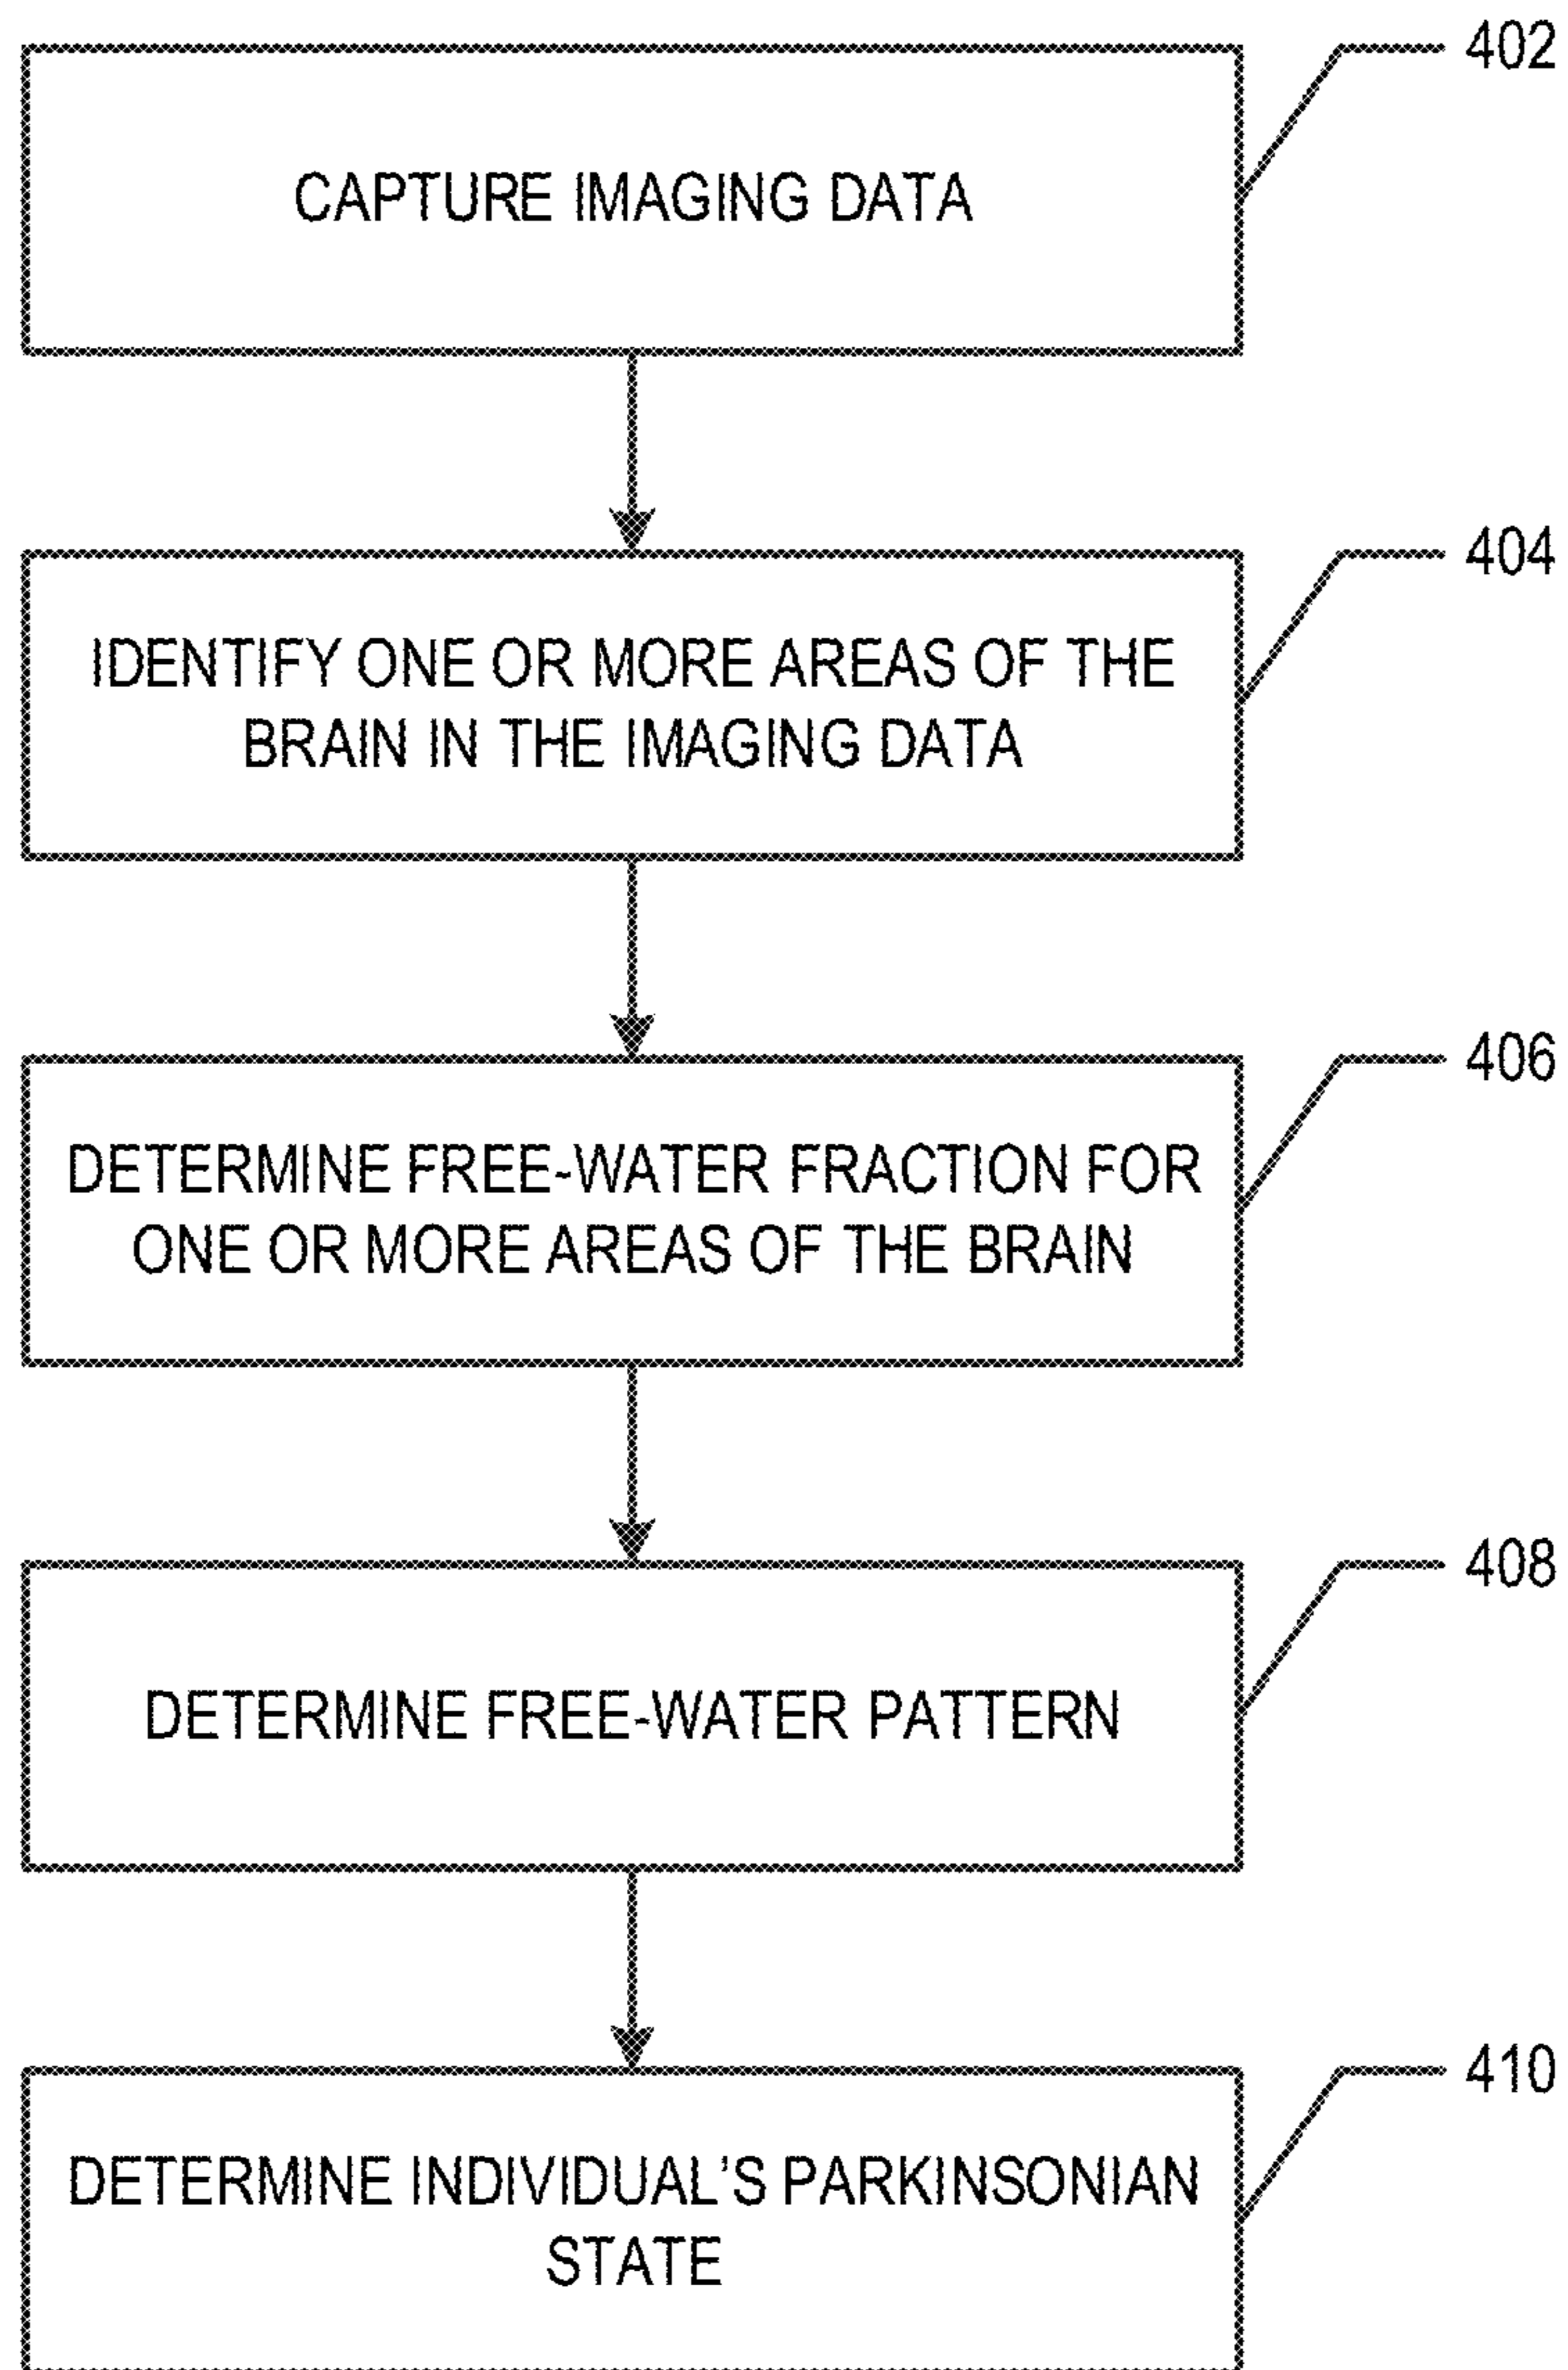 402
CAPTURE IMAGING DATA
404
IDENTIFY ONE OR MORE AREAS OF THE
BRAIN IN THE IMAGING DATA
406
DETERMINE FREE-WATER FRACTION FOR
ONE OR MORE AREAS OF THE BRAIN
408
DETERMINE FREE-WATER PATTERN
410
DETERMINE INDIVIDUAL'S PARKINSONIAN
STATE